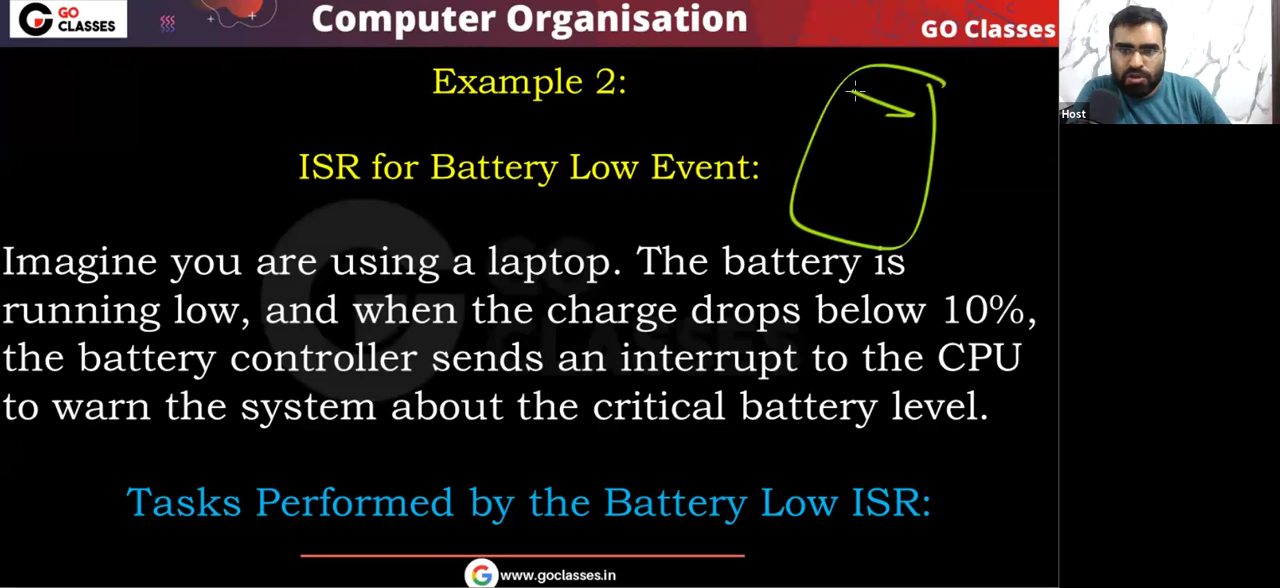 GO
CLASSES
Computer Organisation
GO Classes
Example 2:
Host
ISR for Battery Low Event:
GO
CLASSES
Imagine you are using a laptop. The battery is
running low, and when the charge drops below 10%,
the battery controller sends an interrupt to the CPU
to warn the system about the critical battery level.
Tasks Performed by the Battery Low ISR:
www.goclasses.in